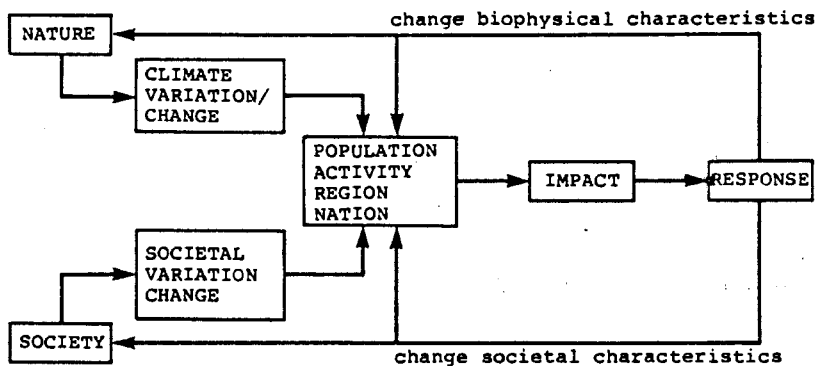 change biophysical characteristics
NATURE
CLIMATE
VARIATION/
CHANGE
POPULATION
ACTIVITY
REGION
NATION
IMPACT
RESPONSE
SOCIETAL
VARIATION
CHANGE
SOCIETY
change societal characteristics